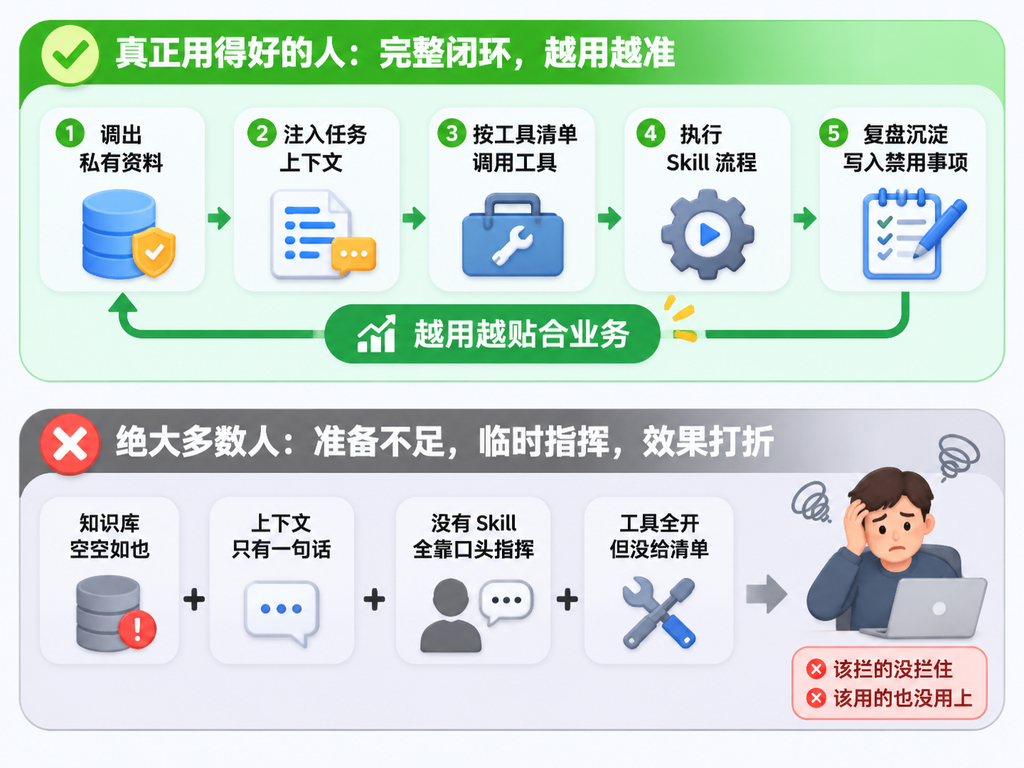 真正用得好的人：完整闭环，越用越准
1 调出
私有资料
2 注入任务
上下文
3 按工具清单
调用工具
4 执行
Skill 流程
5 复盘沉淀
写入禁用事项
越用越贴合业务
绝大多数人：准备不足，临时指挥，效果打折
知识库
空空如也
上下文
只有一句话
没有 Skill
全靠口头指挥
工具全开
但没给清单
该拦的没拦住
该用的也没用上